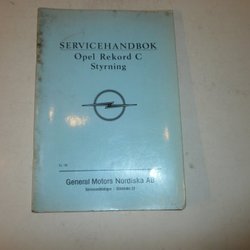 SERVICEHANDBOK
Opel Rekord C
Styrning
General Motors Nordiska AB